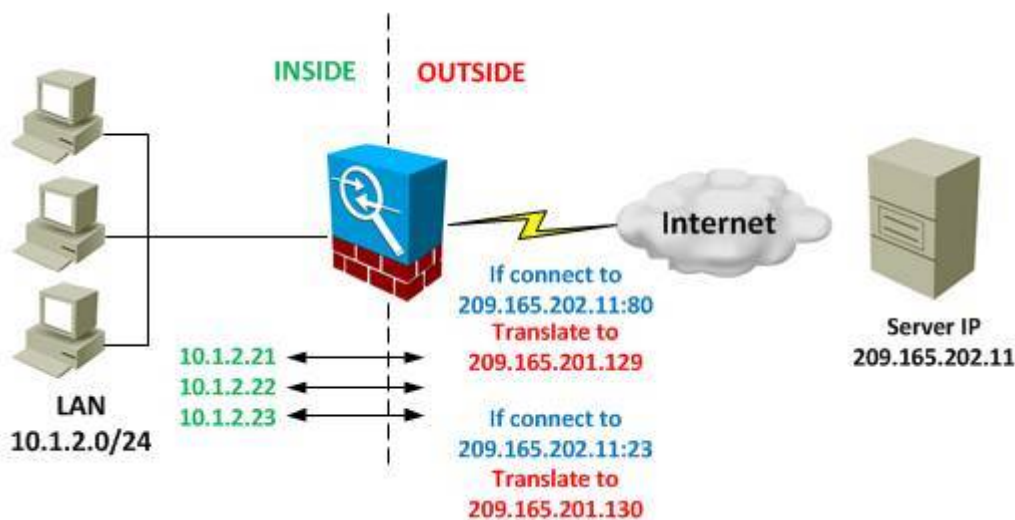 INSIDE
OUTSIDE
Internet
If connect to
209.165.202.11:80
Translate to
209.165.201.129
Server IP
209.165.202.11
10.1.2.21
10.1.2.22
10.1.2.23
LAN
10.1.2.0/24
If connect to
209.165.202.11:23
Translate to
209.165.201.130